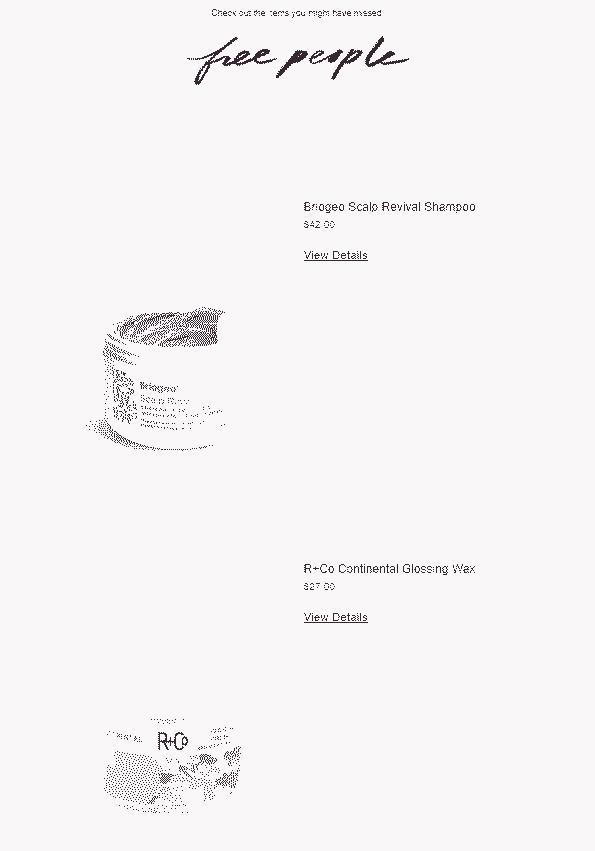 Check out the items you might have missed
free people
Briogeo Scalp Revival Shampoo
$42.00
View Details
Briogeo
Scalp
R+Co Continental Glossing Wax
$27.00
View Details
R+Co